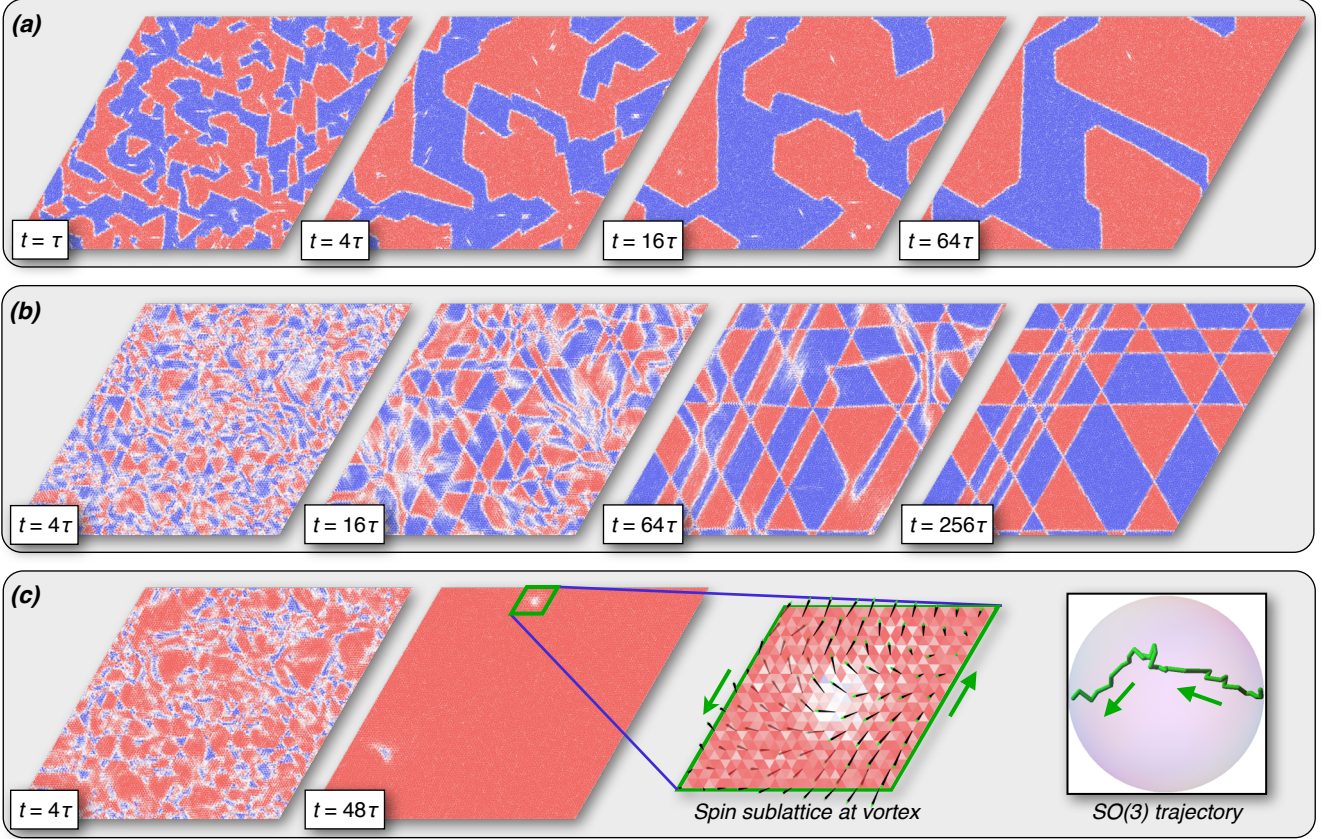 (a)
t = τ
t = 4τ
t = 16τ
t = 64τ
(b)
t = 4τ
t = 16τ
t = 64τ
t = 256τ
(c)
t = 4τ
t = 48τ
Spin sublattice at vortex
SO(3) trajectory